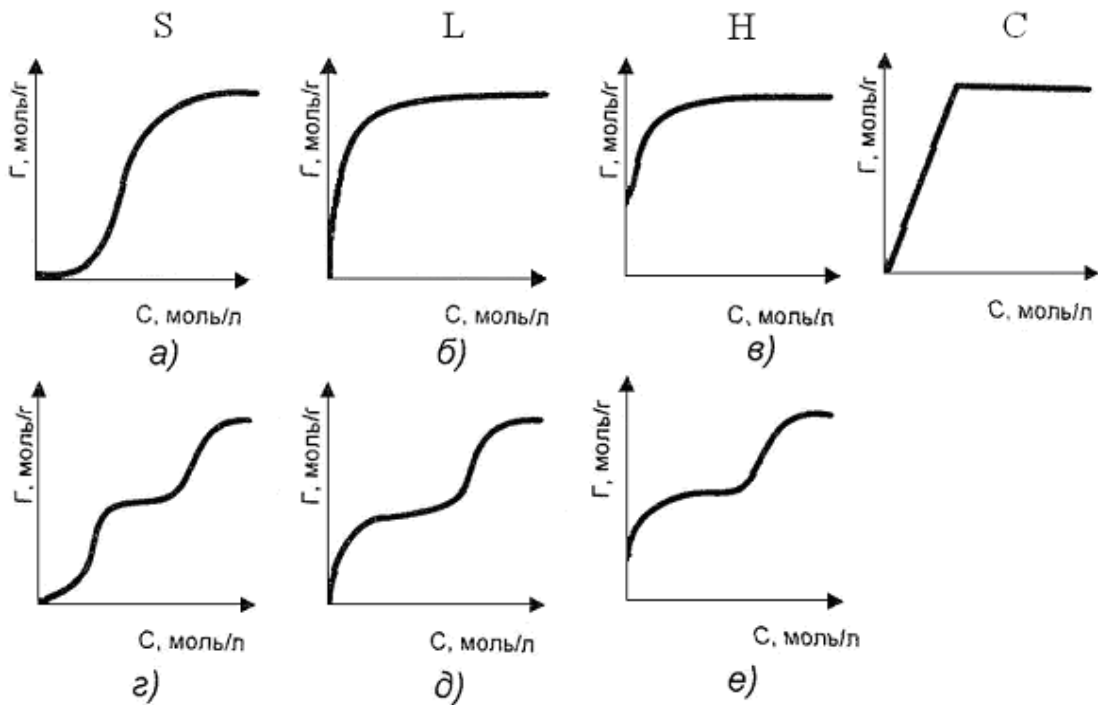 S L H C
Г, моль/г Г, моль/г Г, моль/г Г, моль/г
С, моль/л С, моль/л С, моль/л С, моль/л
а) б) в)
Г, моль/г Г, моль/г Г, моль/г
С, моль/л С, моль/л С, моль/л
г) д) е)